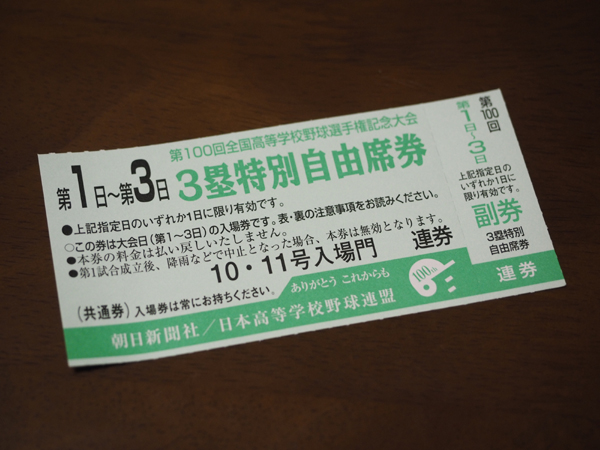 第100回全国高等学校野球選手権記念大会
第1日~第3日
3塁特別自由席券
●上記指定日のいずれか1日に限り有効です。
○この券は大会日(第1~3日)の入場券です。表・裏の注意事項をお読みください。
●本券の料金は払い戻しいたしません。
●第1試合成立後、降雨などで中止となった場合、本券は無効となります。
10・11号入場門 連券
(共通券)入場券は常にお持ちください。
ありがとう これからも
100th
朝日新聞社/日本高等学校野球連盟
第100回
第1日~3日
上記指定日の
いずれか1日に
限り有効です。
副券
3塁特別
自由席券
連券